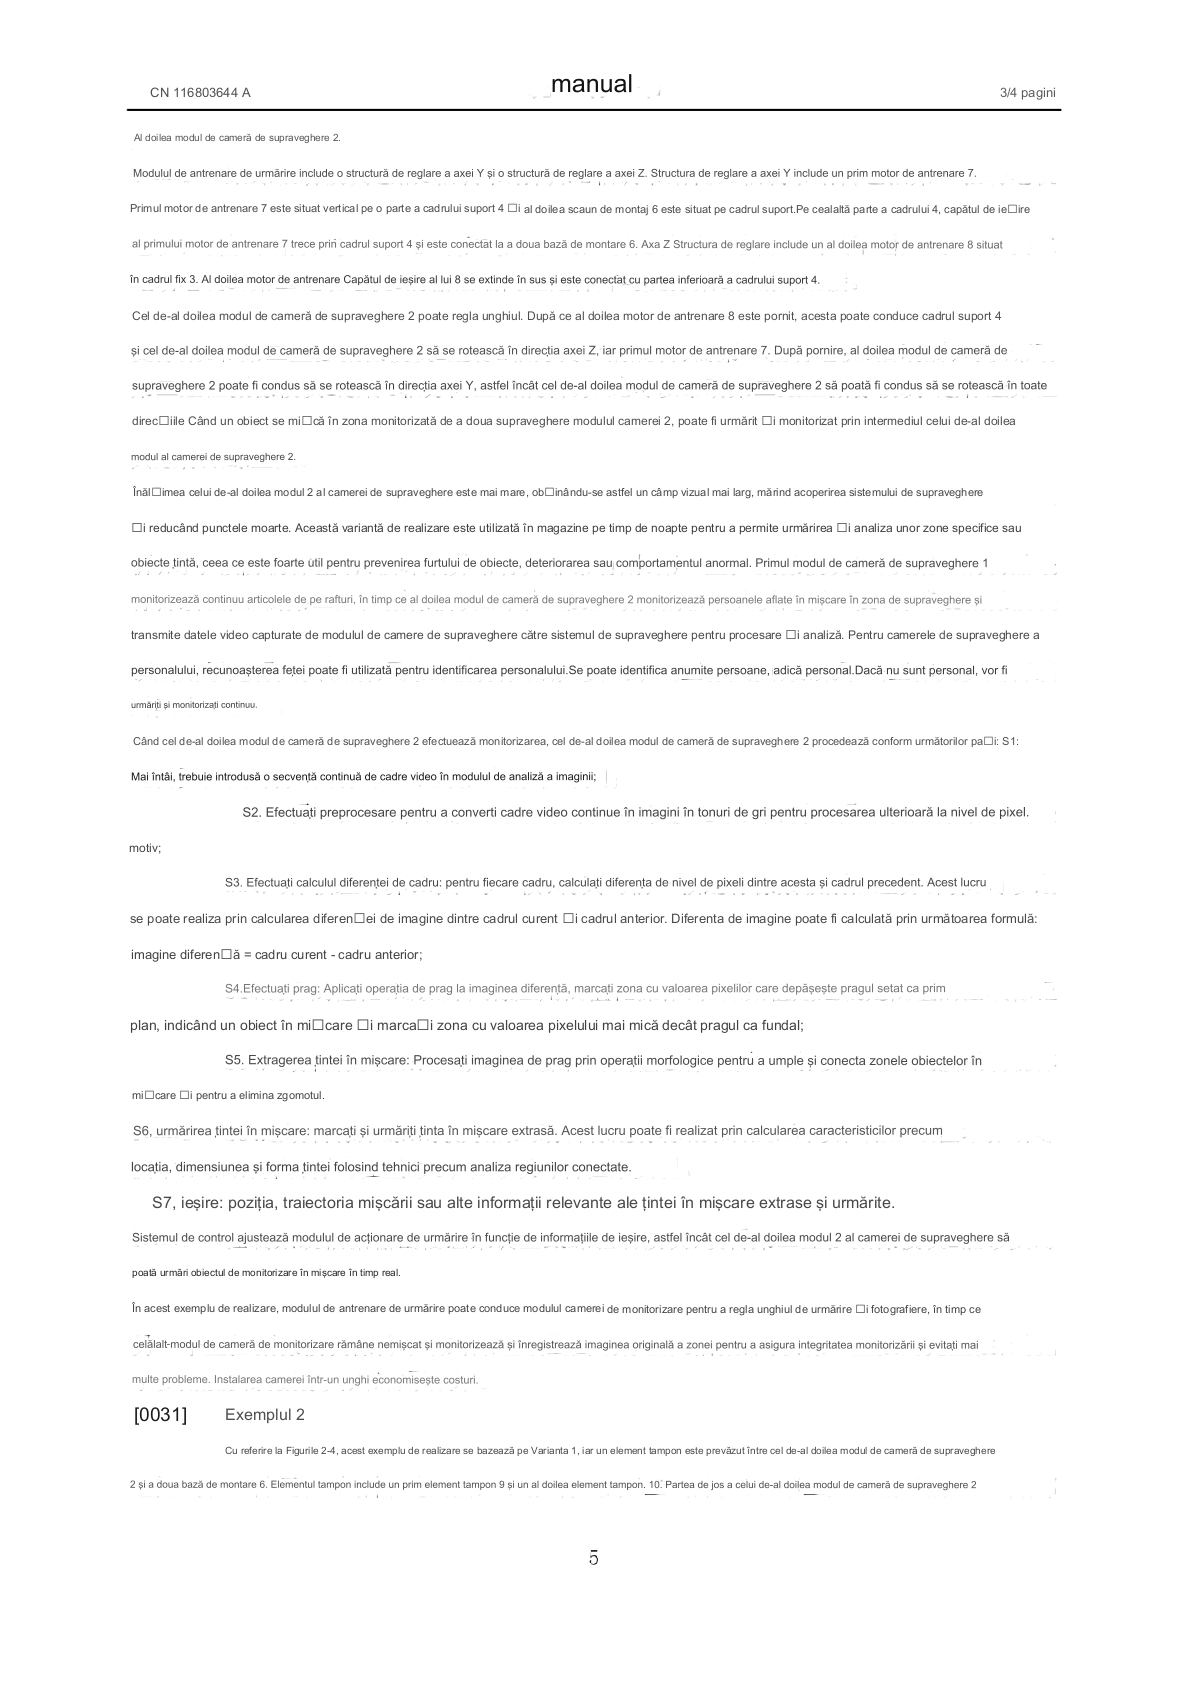 CN 116803644 A
manual
3/4 pagini
Al doilea modul de cameră de supraveghere 2.
Modulul de antrenare de urmărire include o structură de reglare a axei Y și o structură de reglare a axei Z. Structura de reglare a axei Y include un prim motor de antrenare 7.
Primul motor de antrenare 7 este situat vertical pe o parte a cadrului suport 4 □i al doilea scaun de montaj 6 este situat pe cadrul suport.Pe cealaltă parte a cadrului 4, capătul de ie□ire
al primului motor de antrenare 7 trece prin cadrul suport 4 și este conectat la a doua bază de montare 6. Axa Z Structura de reglare include un al doilea motor de antrenare 8 situat
în cadrul fix 3. Al doilea motor de antrenare Capătul de ieșire al lui 8 se extinde în sus și este conectat cu partea inferioară a cadrului suport 4.
Cel de-al doilea modul de cameră de supraveghere 2 poate regla unghiul. După ce al doilea motor de antrenare 8 este pornit, acesta poate conduce cadrul suport 4
și cel de-al doilea modul de cameră de supraveghere 2 să se rotească în direcția axei Z, iar primul motor de antrenare 7. După pornire, al doilea modul de cameră de
supraveghere 2 poate fi condus să se rotească în direcția axei Y, astfel încât cel de-al doilea modul de cameră de supraveghere 2 să poată fi condus să se rotească în toate
direc□iile Când un obiect se mi□că în zona monitorizată de a doua supraveghere modulul camerei 2, poate fi urmărit □i monitorizat prin intermediul celui de-al doilea
modul al camerei de supraveghere 2.
Înăl□imea celui de-al doilea modul 2 al camerei de supraveghere este mai mare, ob□inându-se astfel un câmp vizual mai larg, mărind acoperirea sistemului de supraveghere
□i reducând punctele moarte. Această variantă de realizare este utilizată în magazine pe timp de noapte pentru a permite urmărirea □i analiza unor zone specifice sau
obiecte țintă, ceea ce este foarte util pentru prevenirea furtului de obiecte, deteriorarea sau comportamentul anormal. Primul modul de cameră de supraveghere 1
monitorizează continuu articolele de pe rafturi, în timp ce al doilea modul de cameră de supraveghere 2 monitorizează persoanele aflate în mișcare în zona de supraveghere și
transmite datele video capturate de modulul de camere de supraveghere către sistemul de supraveghere pentru procesare □i analiză. Pentru camerele de supraveghere a
personalului, recunoașterea feței poate fi utilizată pentru identificarea personalului.Se poate identifica anumite persoane, adică personal.Dacă nu sunt personal, vor fi
urmăriți și monitorizați continuu.
Când cel de-al doilea modul de cameră de supraveghere 2 efectuează monitorizarea, cel de-al doilea modul de cameră de supraveghere 2 procedează conform următorilor pa□i: S1:
Mai întâi, trebuie introdusă o secvență continuă de cadre video în modulul de analiză a imaginii;
S2. Efectuați preprocesare pentru a converti cadre video continue în imagini în tonuri de gri pentru procesarea ulterioară la nivel de pixel.
motiv;
S3. Efectuați calculul diferenței de cadru: pentru fiecare cadru, calculați diferența de nivel de pixeli dintre acesta și cadrul precedent. Acest lucru
se poate realiza prin calcularea diferen□ei de imagine dintre cadrul curent □i cadrul anterior. Diferenta de imagine poate fi calculată prin următoarea formulă:
imagine diferen□ă = cadru curent - cadru anterior;
S4.Efectuați prag: Aplicați operația de prag la imaginea diferență, marcați zona cu valoarea pixelilor care depășește pragul setat ca prim
plan, indicând un obiect în mi□care □i marca□i zona cu valoarea pixelului mai mică decât pragul ca fundal;
S5. Extragerea țintei în mișcare: Procesați imaginea de prag prin operații morfologice pentru a umple și conecta zonele obiectelor în
mi□care □i pentru a elimina zgomotul.
S6, urmărirea țintei în mișcare: marcați și urmăriți ținta în mișcare extrasă. Acest lucru poate fi realizat prin calcularea caracteristicilor precum
locația, dimensiunea și forma țintei folosind tehnici precum analiza regiunilor conectate.
S7, ieșire: poziția, traiectoria mișcării sau alte informații relevante ale țintei în mișcare extrase și urmărite.
Sistemul de control ajustează modulul de acționare de urmărire în funcție de informațiile de ieșire, astfel încât cel de-al doilea modul 2 al camerei de supraveghere să
poată urmări obiectul de monitorizare în mișcare în timp real.
În acest exemplu de realizare, modulul de antrenare de urmărire poate conduce modulul camerei de monitorizare pentru a regla unghiul de urmărire □i fotografiere, în timp ce
celălalt-modul de cameră de monitorizare rămâne nemișcat și monitorizează și înregistrează imaginea originală a zonei pentru a asigura integritatea monitorizării și evitați mai
multe probleme. Instalarea camerei într-un unghi economisește costuri.
[0031] Exemplul 2
Cu referire la Figurile 2-4, acest exemplu de realizare se bazează pe Varianta 1, iar un element tampon este prevăzut între cel de-al doilea modul de cameră de supraveghere
2 și a doua bază de montare 6. Elementul tampon include un prim element tampon 9 și un al doilea element tampon. 10. Partea de jos a celui de-al doilea modul de cameră de supraveghere 2
5